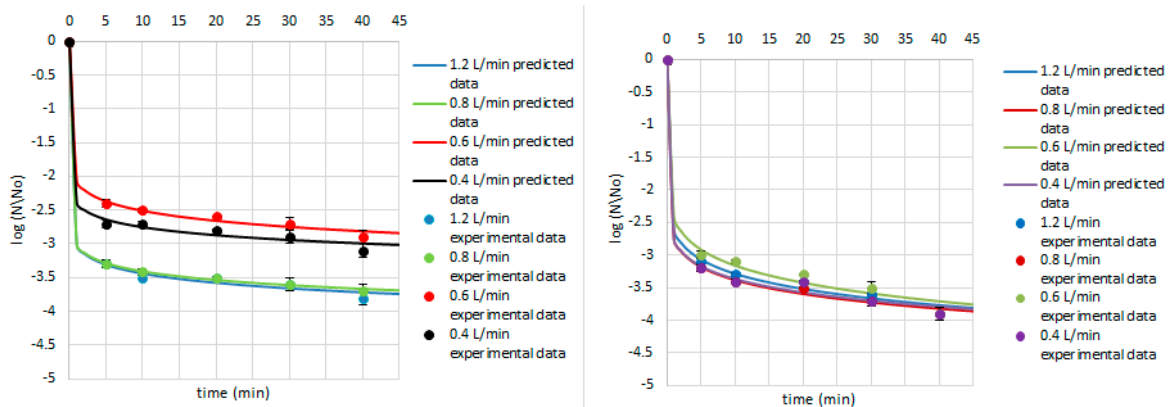 0 5 10 15 20 25 30 35 40 45
0
-0.5
-1
-1.5
-2
-2.5
-3
-3.5
-4
-4.5
-5
log (N\No)
time (min)
1.2 L/min predicted
data
0.8 L/min predicted
data
0.6 L/min predicted
data
0.4 L/min predicted
data
1.2 L/min
experimental data
0.8 L/min
experimental data
0.6 L/min
experimental data
0.4 L/min
experimental data
0 5 10 15 20 25 30 35 40 45
0
-0.5
-1
-1.5
-2
-2.5
-3
-3.5
-4
-4.5
-5
log (N\No)
time (min)
1.2 L/min predicted
data
0.8 L/min predicted
data
0.6 L/min predicted
data
0.4 L/min predicted
data
1.2 L/min
experimental data
0.8 L/min
experimental data
0.6 L/min
experimental data
0.4 L/min
experimental data